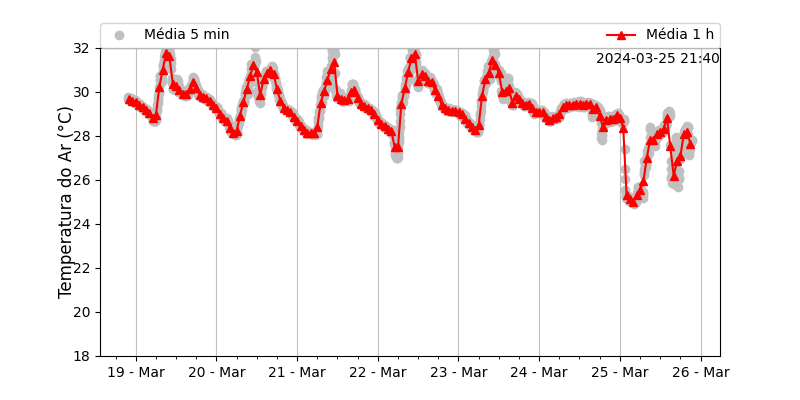 Média 5 min
Média 1 h
2024-03-25 21:40
Temperatura do Ar (°C)
32
30
28
26
24
22
20
18
19 - Mar
20 - Mar
21 - Mar
22 - Mar
23 - Mar
24 - Mar
25 - Mar
26 - Mar